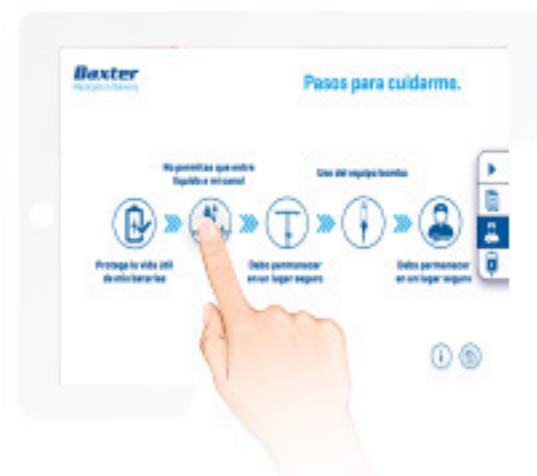 Baxter
Pasos para cuidarme.
No permitas que entre
líquido a mi canal
Uso del equipo bomba
Protege la vida útil
de mis baterías
Debo permanecer
en un lugar seguro
Debo permanecer
en un lugar seguro